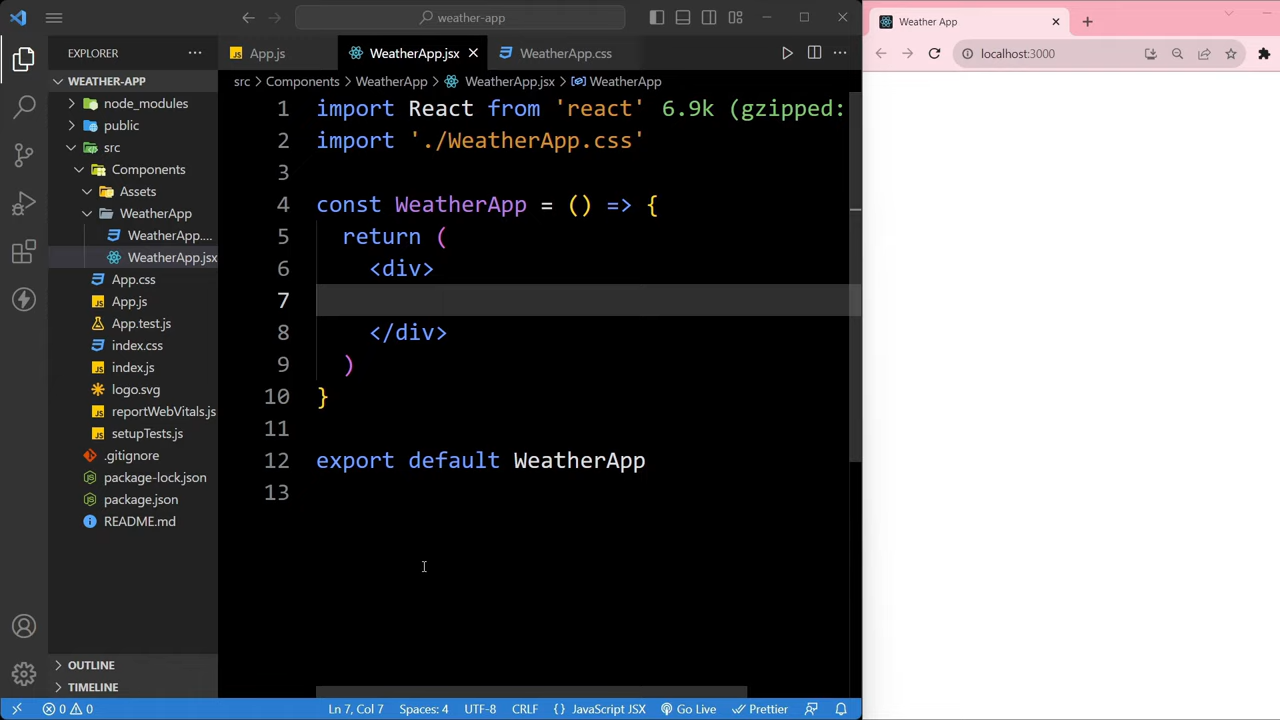 weather-app
Weather App
EXPLORER
App.js
WeatherApp.jsx
WeatherApp.css
localhost:3000
WEATHER-APP
src > Components > WeatherApp > WeatherApp.jsx > WeatherApp
node_modules
public
src
Components
Assets
WeatherApp
WeatherApp....
WeatherApp.jsx
App.css
App.js
App.test.js
index.css
index.js
logo.svg
reportWebVitals.js
setupTests.js
.gitignore
package-lock.json
package.json
README.md
OUTLINE
TIMELINE
1 import React from 'react' 6.9k (gzipped:
2 import './WeatherApp.css'
3
4 const WeatherApp = () => {
5 return (
6 <div>
7
8 </div>
9 )
10 }
11
12 export default WeatherApp
13
0 0 Ln 7, Col 7 Spaces: 4 UTF-8 CRLF {} JavaScript JSX Go Live Prettier